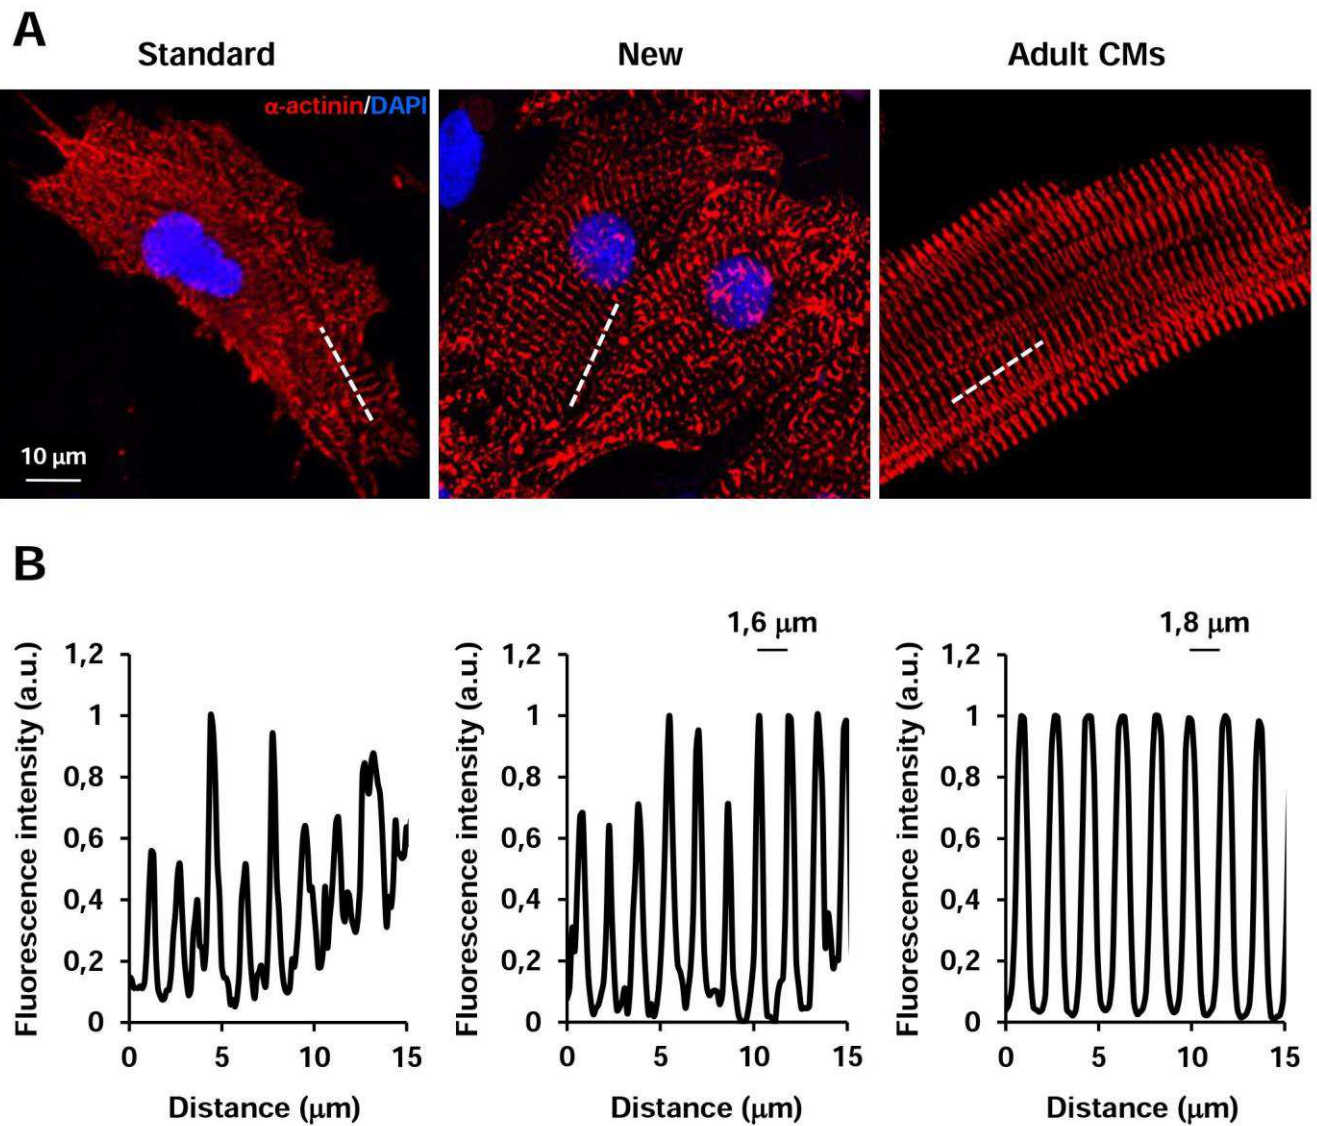 A
Standard
New
Adult CMs
α-actinin/DAPI
10 μm
B
1,6 μm
1,8 μm
Fluorescence intensity (a.u.)
1,2
1
0,8
0,6
0,4
0,2
0
0 5 10 15
Distance (μm)
Fluorescence intensity (a.u.)
1,2
1
0,8
0,6
0,4
0,2
0
0 5 10 15
Distance (μm)
Fluorescence intensity (a.u.)
1,2
1
0,8
0,6
0,4
0,2
0
0 5 10 15
Distance (μm)